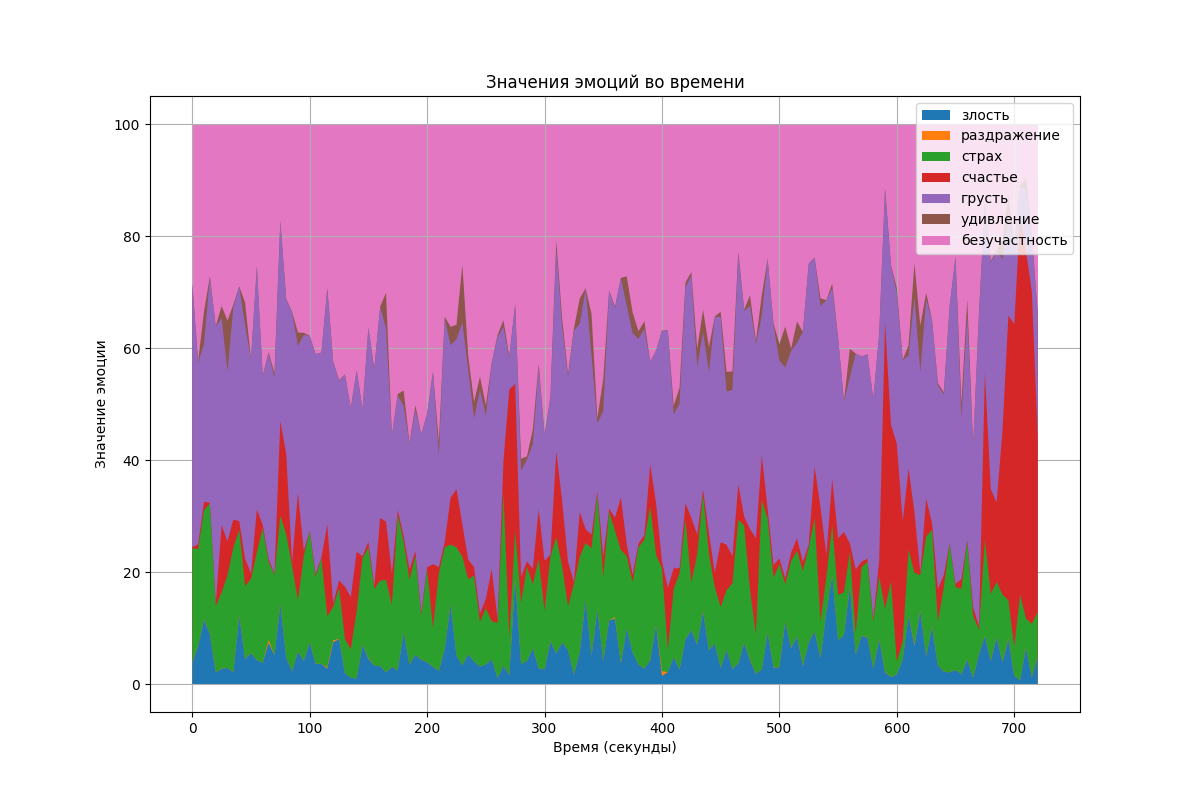 Значения эмоций во времени
злость
раздражение
страх
счастье
грусть
удивление
безучастность
100
80
60
40
20
0
Значение эмоции
0 100 200 300 400 500 600 700
Время (секунды)